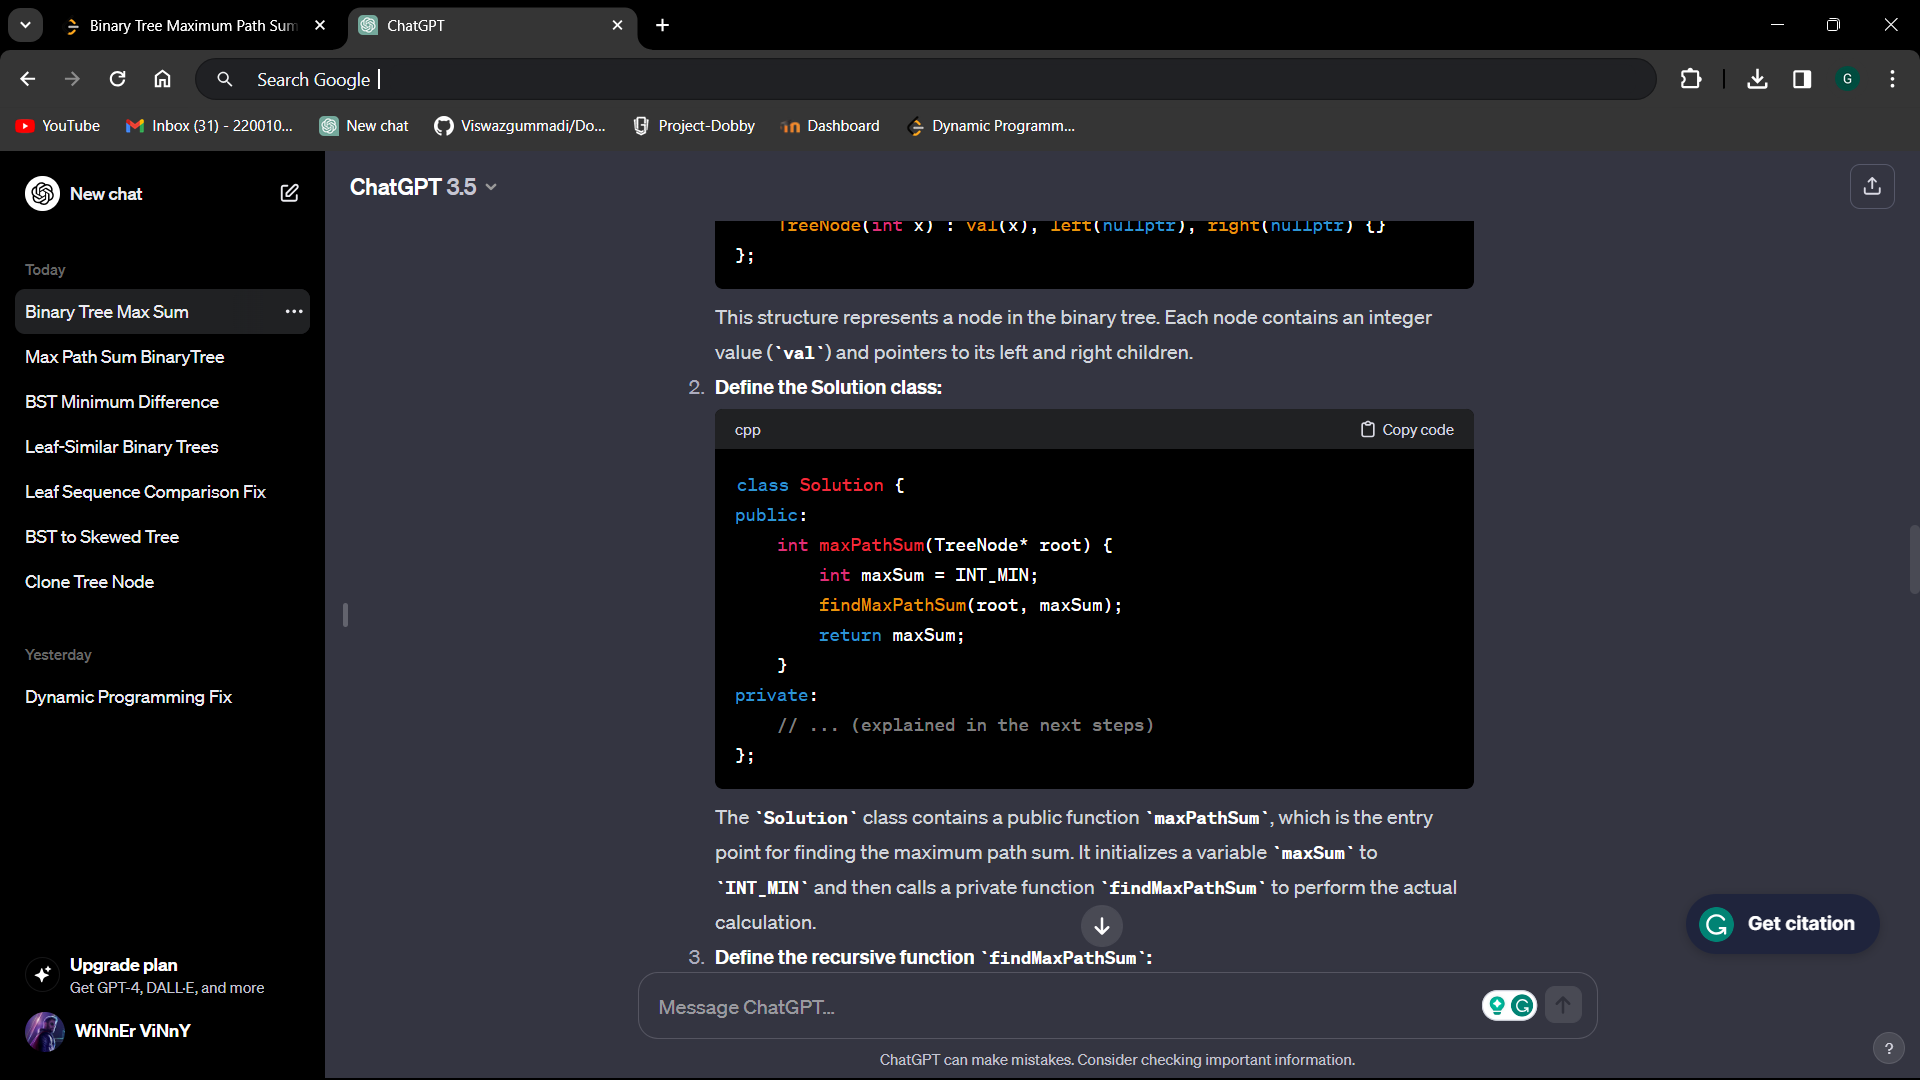 Binary Tree Maximum Path Sum
ChatGPT
Search Google
YouTube
Inbox (31) - 220010...
New chat
Viswazgummadi/Do...
Project-Dobby
Dashboard
Dynamic Programm...
G
New chat
Today
Binary Tree Max Sum
Max Path Sum BinaryTree
BST Minimum Difference
Leaf-Similar Binary Trees
Leaf Sequence Comparison Fix
BST to Skewed Tree
Clone Tree Node
Yesterday
Dynamic Programming Fix
Upgrade plan
Get GPT-4, DALL·E, and more
WiNnEr ViNnY
ChatGPT 3.5
TreeNode(int x) : val(x), left(nullptr), right(nullptr) {}
};
This structure represents a node in the binary tree. Each node contains an integer
value (`val`) and pointers to its left and right children.
2. Define the Solution class:
cpp
Copy code
class Solution {
public:
int maxPathSum(TreeNode* root) {
int maxSum = INT_MIN;
findMaxPathSum(root, maxSum);
return maxSum;
}
private:
// ... (explained in the next steps)
};
The `Solution` class contains a public function `maxPathSum`, which is the entry
point for finding the maximum path sum. It initializes a variable `maxSum` to
`INT_MIN` and then calls a private function `findMaxPathSum` to perform the actual
calculation.
3. Define the recursive function `findMaxPathSum`:
Get citation
Message ChatGPT...
ChatGPT can make mistakes. Consider checking important information.
?